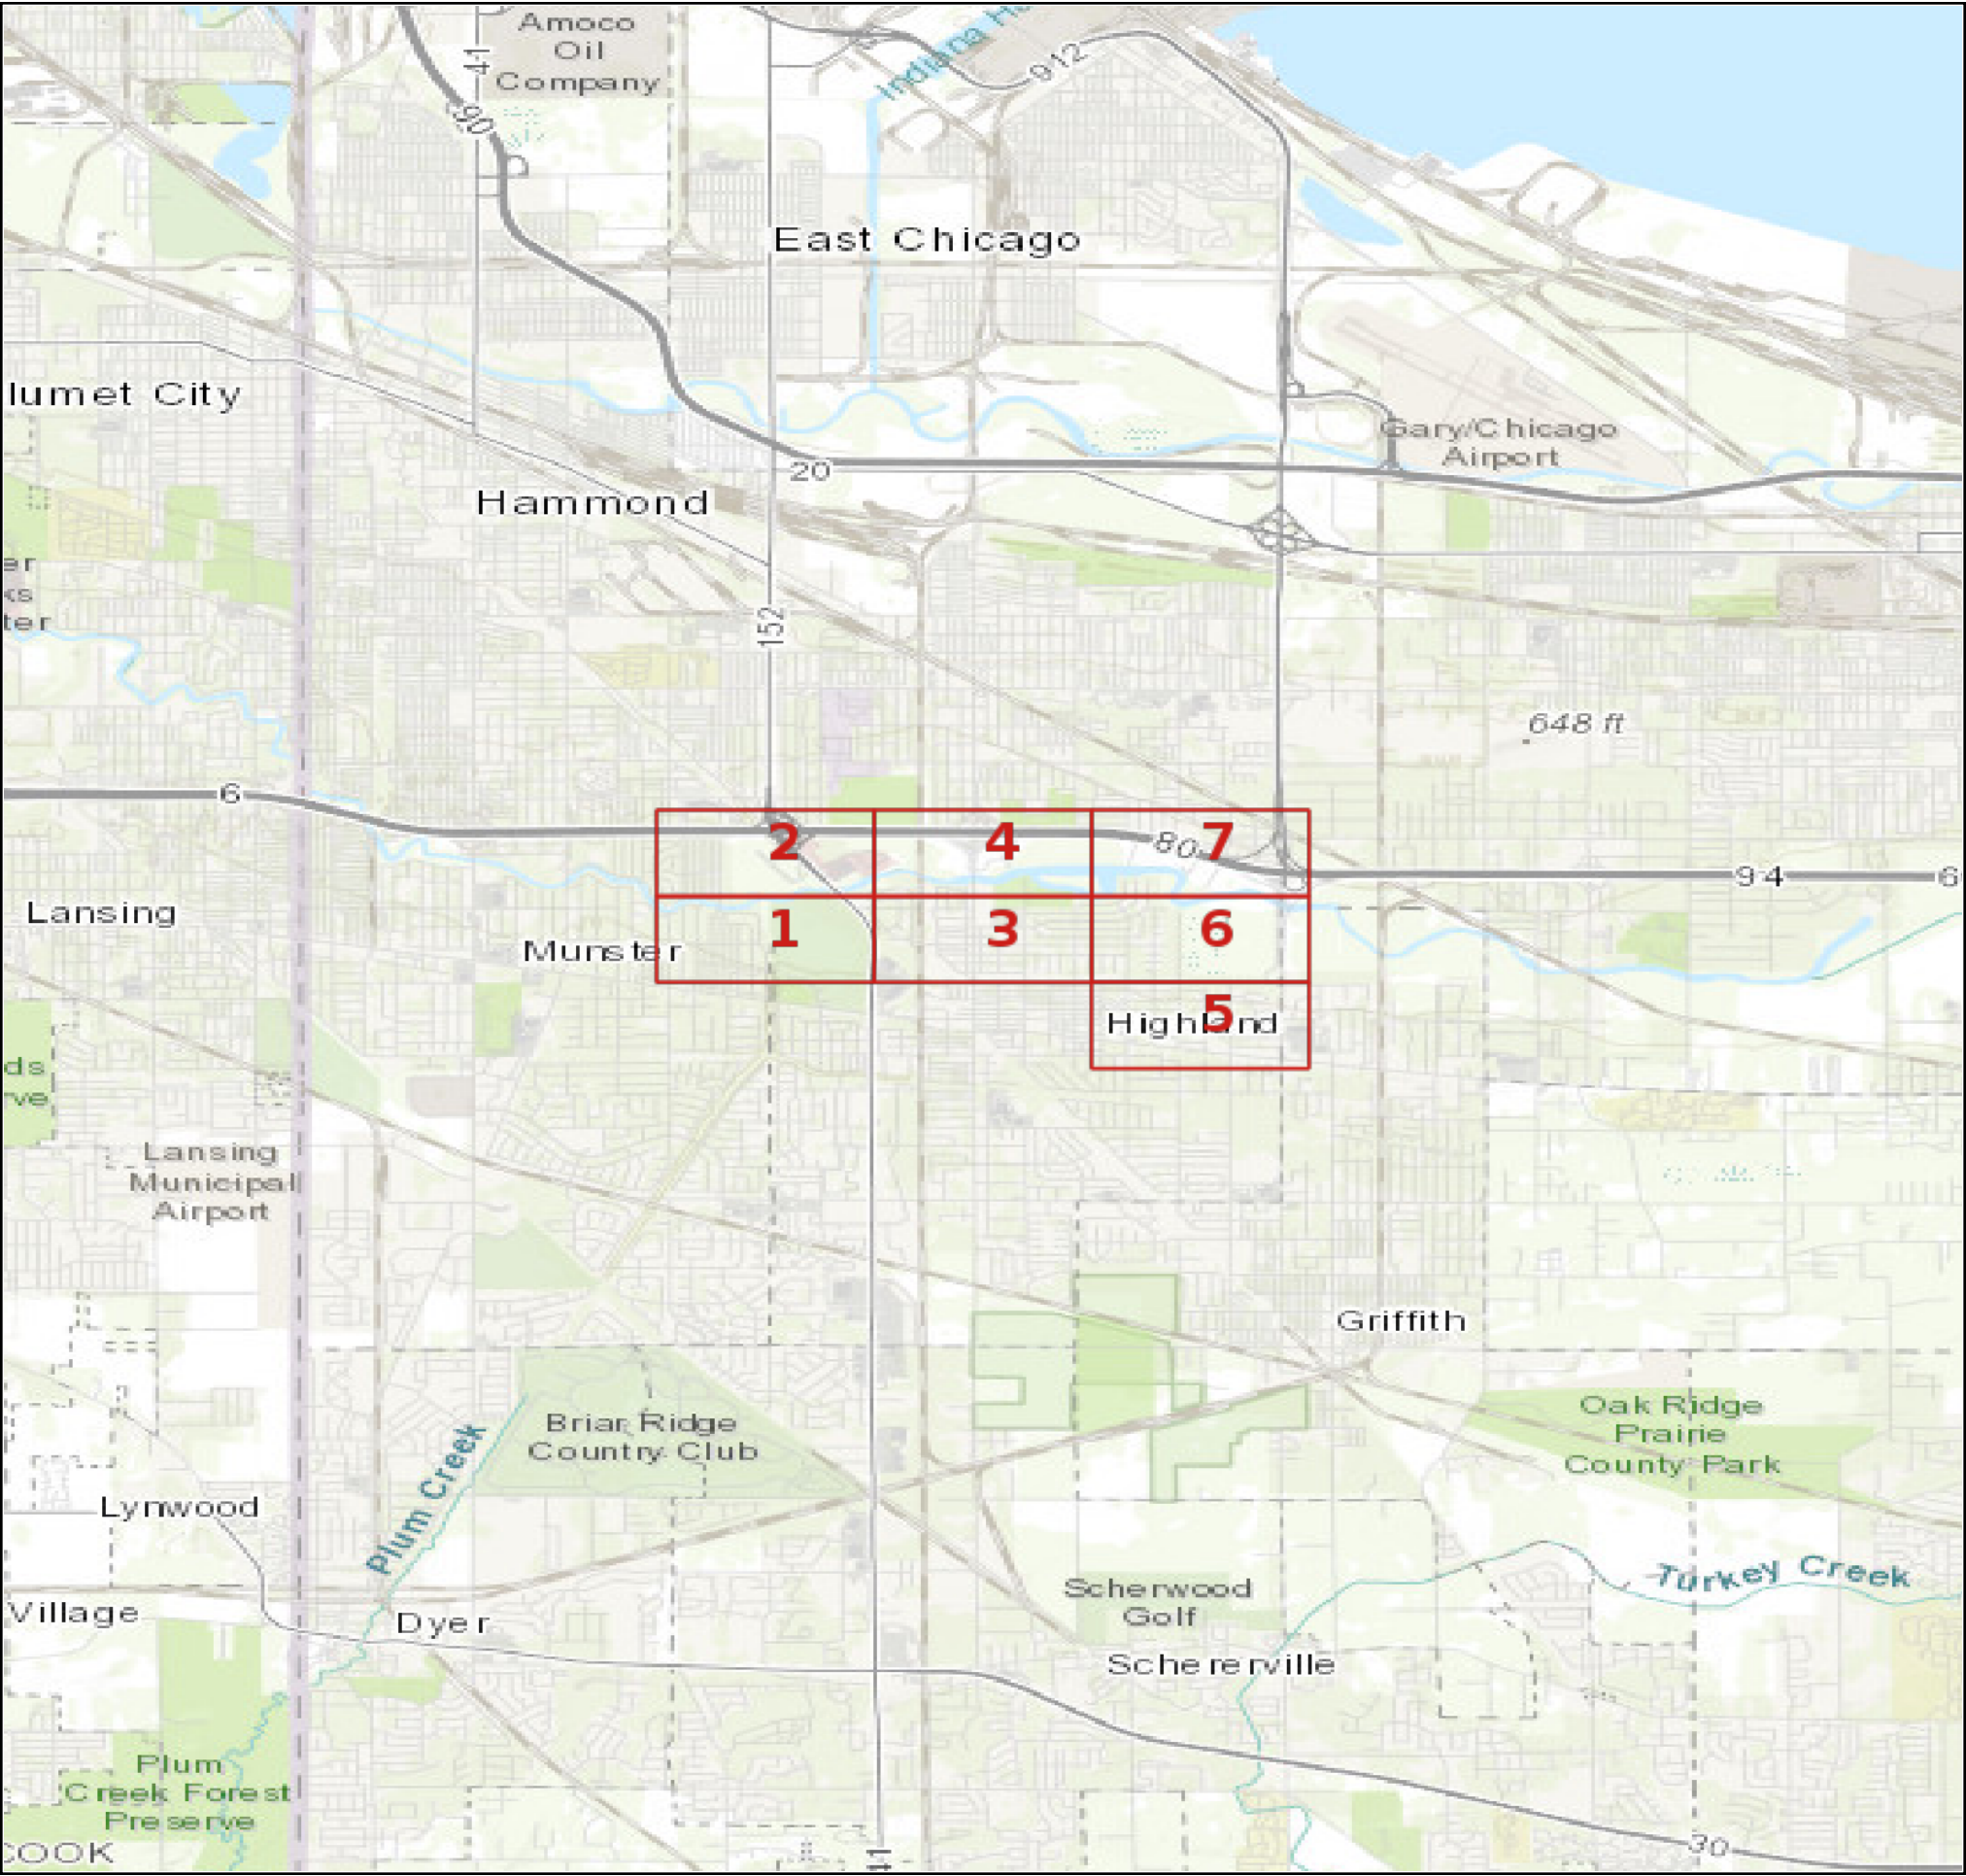 Amoco
Oil
Company
41
90
Indiana
912
East Chicago
lumet City
Gary/Chicago
Airport
20
Hammond
er
ks
ter
152
648 ft
6
2
4
80
7
94
6
Lansing
Munster
1
3
6
Highland
5
ds
rve
Lansing
Municipal
Airport
Griffith
Briar Ridge
Country Club
Oak Ridge
Prairie
County Park
Plum Creek
Lynwood
Scherwood
Golf
Turkey Creek
Village
Dyer
Schererville
Plum
Creek Forest
Preserve
COOK
41
30